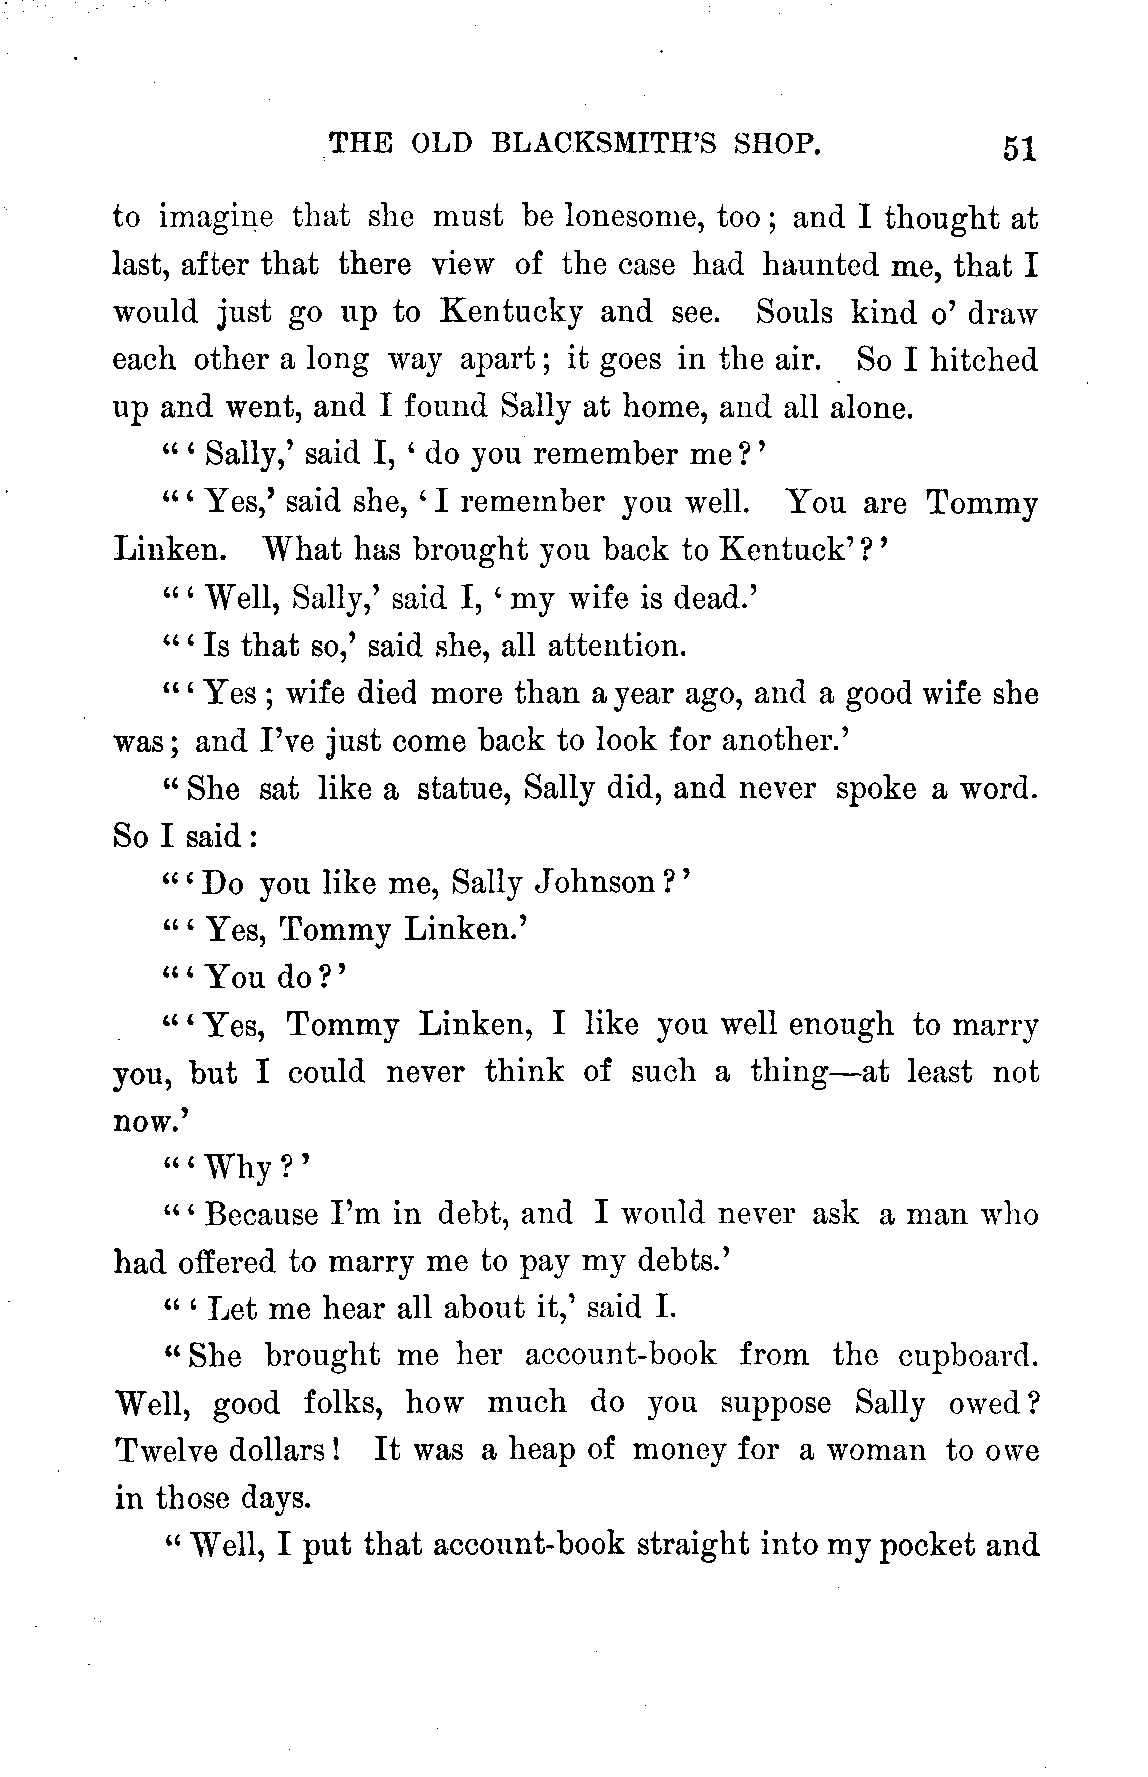 THE OLD BLACKSMITH'S SHOP. 51
to imagine that she must be lonesome, too; and I thought at
last, after that there view of the case had haunted me, that I
would just go up to Kentucky and see. Souls kind o' draw
each other a long way apart; it goes in the air. So I hitched
up and went, and I found Sally at home, and all alone.
"'Sally,' said I, 'do you remember me?'
"'Yes,' said she, 'I remember you well. You are Tommy
Linken. What has brought you back to Kentuck'?'
"'Well, Sally,' said I, 'my wife is dead.'
"'Is that so,' said she, all attention.
"'Yes; wife died more than a year ago, and a good wife she
was; and I've just come back to look for another.'
"She sat like a statue, Sally did, and never spoke a word.
So I said:
"'Do you like me, Sally Johnson?'
"'Yes, Tommy Linken.'
"'You do?'
"'Yes, Tommy Linken, I like you well enough to marry
you, but I could never think of such a thing—at least not
now.'
"'Why?'
"'Because I'm in debt, and I would never ask a man who
had offered to marry me to pay my debts.'
"'Let me hear all about it,' said I.
"She brought me her account-book from the cupboard.
Well, good folks, how much do you suppose Sally owed?
Twelve dollars! It was a heap of money for a woman to owe
in those days.
"Well, I put that account-book straight into my pocket and